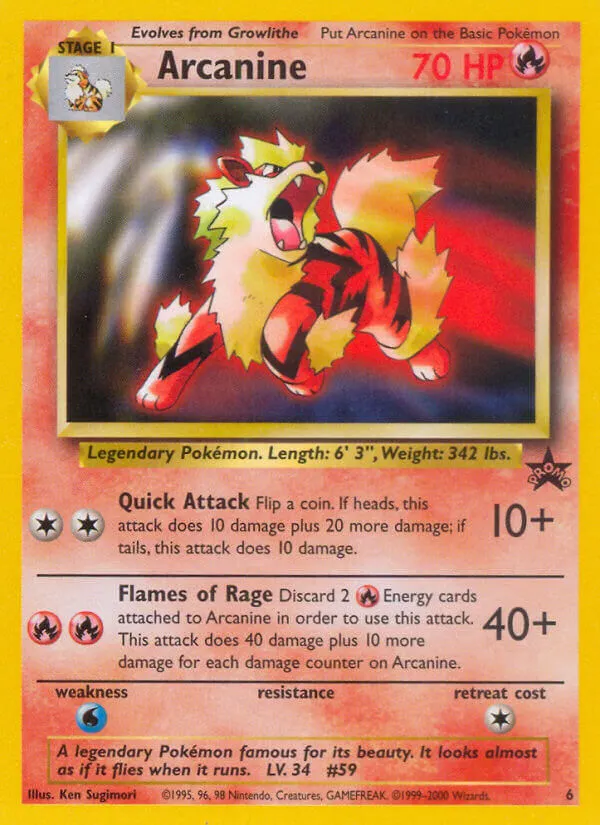 Evolves from Growlithe Put Arcanine on the Basic Pokémon
STAGE 1
Arcanine 70 HP
Legendary Pokémon. Length: 6' 3", Weight: 342 lbs.
PROMO
Quick Attack Flip a coin. If heads, this
attack does 10 damage plus 20 more damage; if
tails, this attack does 10 damage.
10+
Flames of Rage Discard 2 Energy cards
attached to Arcanine in order to use this attack.
This attack does 40 damage plus 10 more
damage for each damage counter on Arcanine.
40+
weakness resistance retreat cost
A legendary Pokémon famous for its beauty. It looks almost
as if it flies when it runs. LV. 34 #59
Illus. Ken Sugimori ©1995, 96, 98 Nintendo, Creatures, GAMEFREAK. ©1999-2000 Wizards. 6